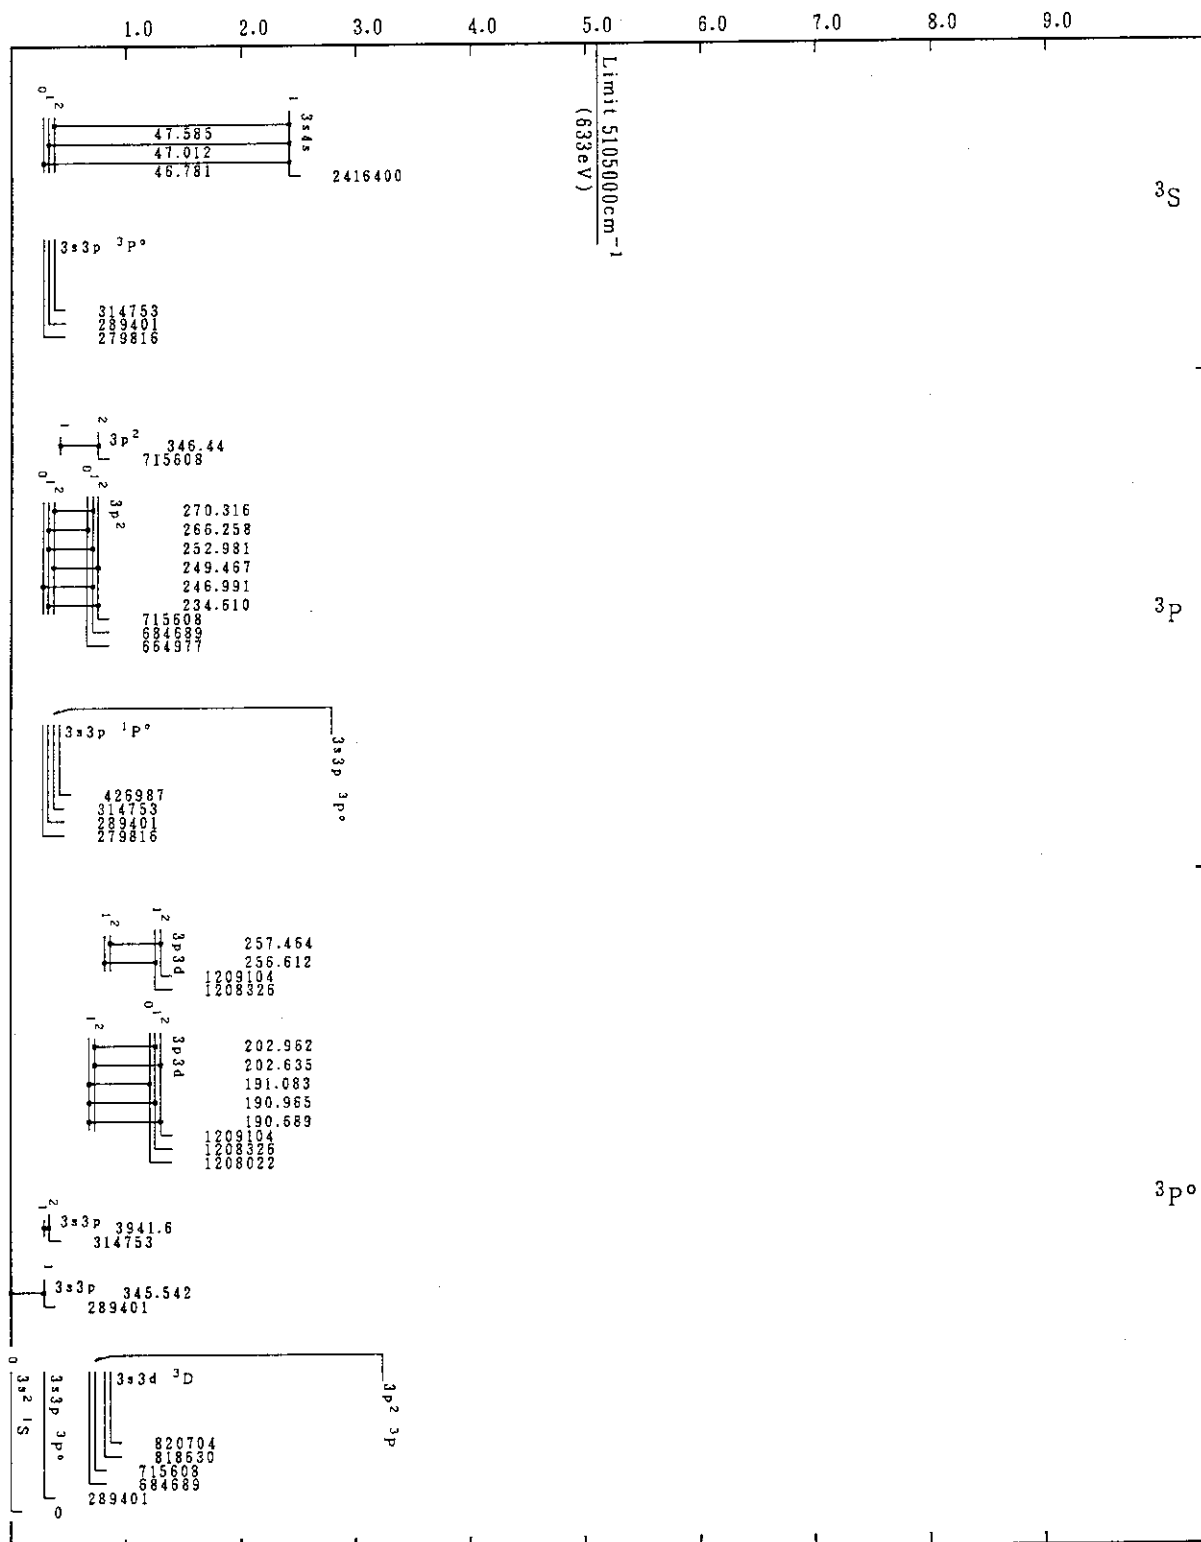 1.0 2.0 3.0 4.0 5.0 6.0 7.0 8.0 9.0
Limit 5105000cm⁻¹
(633eV)
0 1 2
1
3s4s
47.585
47.012
46.781
2416400
³S
3s3p ³P°
314753
289401
279816
1
2
3p² 346.44
715608
0 1 2
0 1 2
3p²
270.316
266.258
252.981
249.467
246.991
234.610
715608
684689
664977
³P
3s3p ¹P°
3s3p ³P°
426987
314753
289401
279816
1 2
1 2
3p3d
257.464
256.612
1209104
1208326
1 2
0 1 2
3p3d
202.962
202.635
191.083
190.965
190.689
1209104
1208326
1208022
³P°
1 2
3s3p 3941.6
314753
1
3s3p 345.542
289401
0
3s² ¹S
3s3p ³P°
3s3d ³D
3p² ³P
820704
818630
715608
684689
289401
0